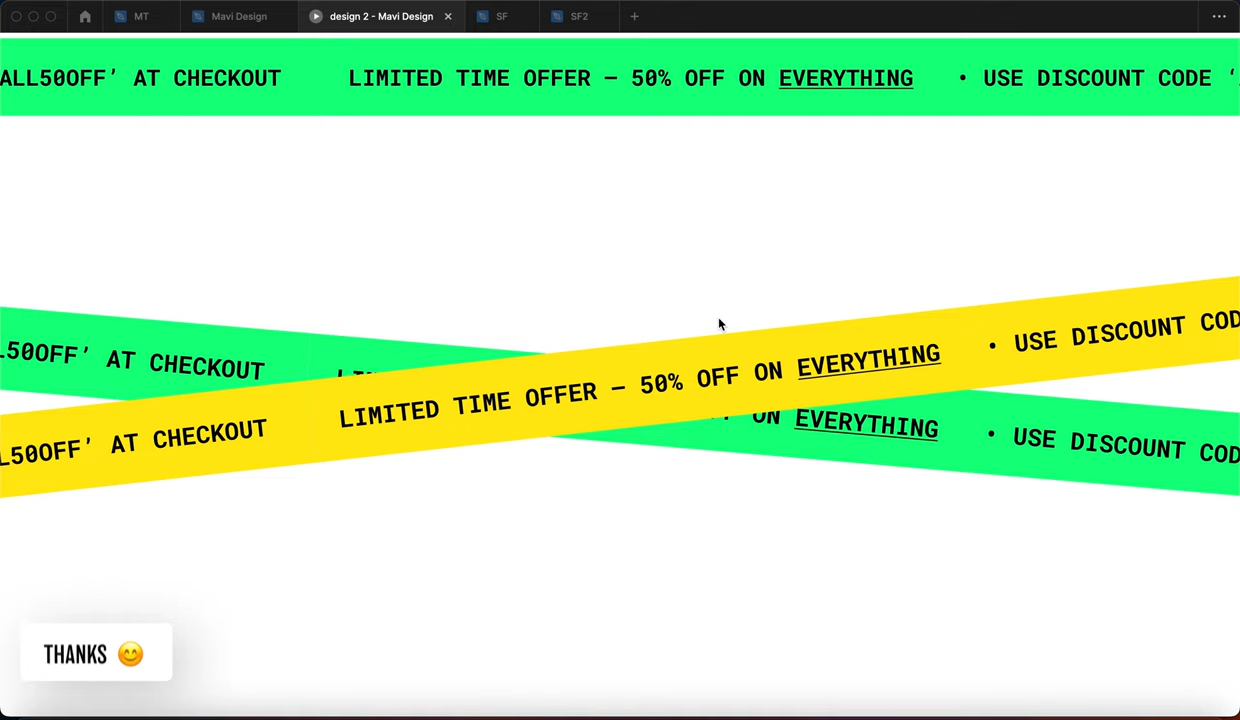 MT
Mavi Design
design 2 - Mavi Design
SF
SF2
ALL50OFF’ AT CHECKOUT LIMITED TIME OFFER – 50% OFF ON EVERYTHING • USE DISCOUNT CODE ‘
L50OFF’ AT CHECKOUT ON EVERYTHING • USE DISCOUNT COD
L50OFF’ AT CHECKOUT LIMITED TIME OFFER – 50% OFF ON EVERYTHING • USE DISCOUNT COD
THANKS 😊